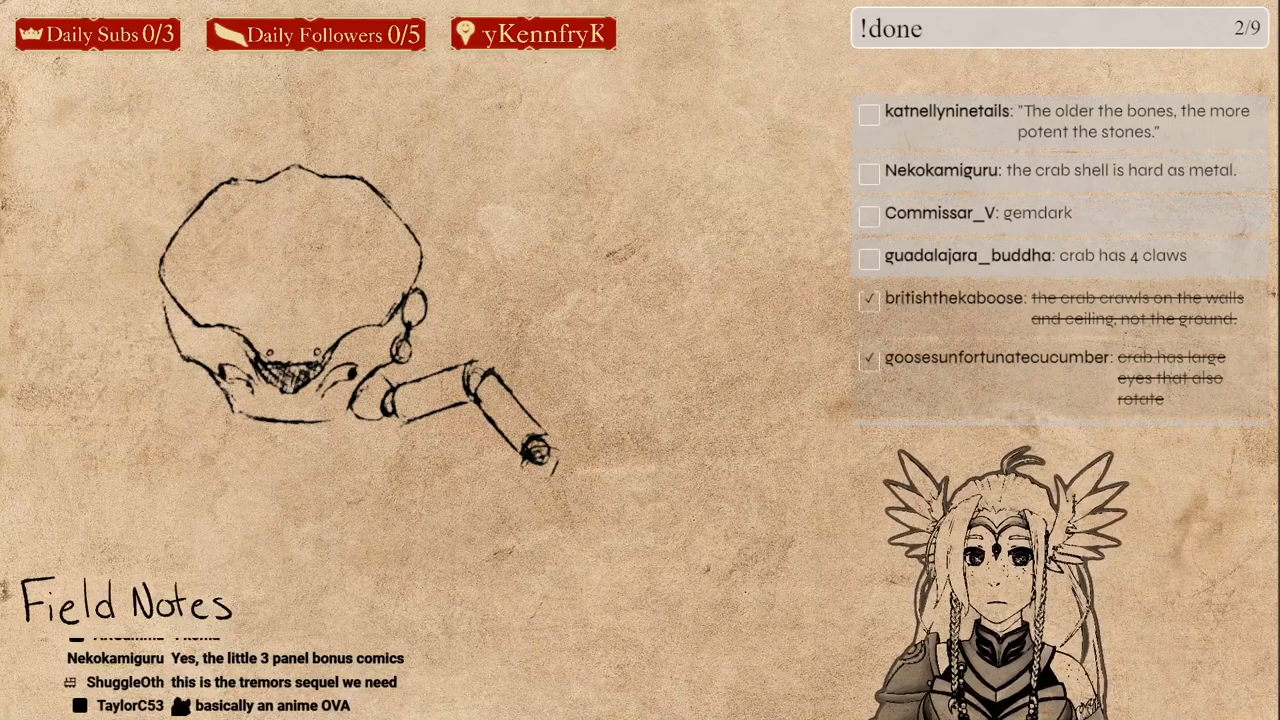 Daily Subs 0/3
Daily Followers 0/5
yKennfryK
!done
2/9
katnellyninetails: "The older the bones, the more
potent the stones."
Nekokamiguru: the crab shell is hard as metal.
Commissar_V: gemdark
guadalajara_buddha: crab has 4 claws
britishthekaboose: the crab crawls on the walls
and ceiling, not the ground.
goosesunfortunatecucumber: crab has large
eyes that also
rotate
Field Notes
Nekokamiguru Yes, the little 3 panel bonus comics
ShuggleOth this is the tremors sequel we need
TaylorC53 basically an anime OVA